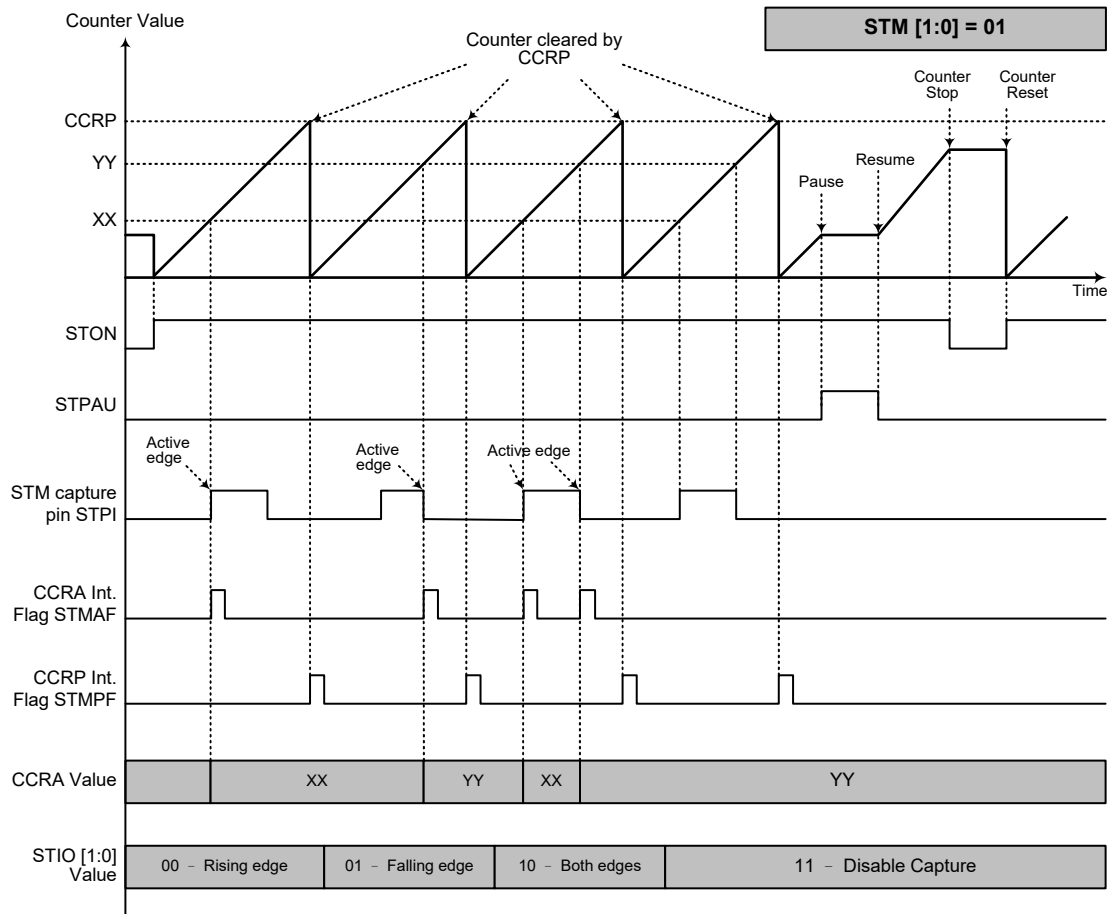 Counter Value
STM [1:0] = 01
Counter cleared by
CCRP
Counter
Stop
Counter
Reset
CCRP
YY
Resume
Pause
XX
Time
STON
STPAU
Active
edge
Active
edge
Active edge
STM capture
pin STPI
CCRA Int.
Flag STMAF
CCRP Int.
Flag STMPF
CCRA Value
XX
YY
XX
YY
STIO [1:0]
Value
00 – Rising edge
01 – Falling edge
10 – Both edges
11 – Disable Capture